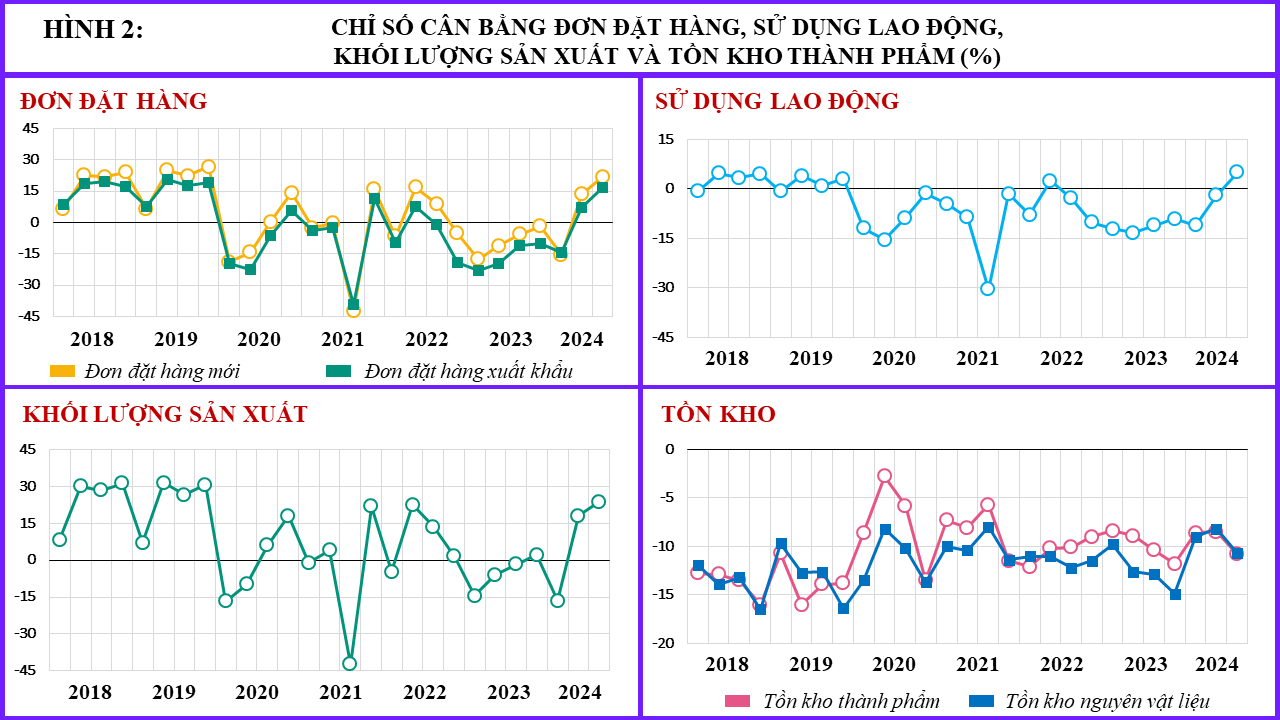 HÌNH 2:
CHỈ SỐ CÂN BẰNG ĐƠN ĐẶT HÀNG, SỬ DỤNG LAO ĐỘNG,
KHỐI LƯỢNG SẢN XUẤT VÀ TỒN KHO THÀNH PHẨM (%)
ĐƠN ĐẶT HÀNG
45
30
15
0
-15
-30
-45
2018 2019 2020 2021 2022 2023 2024
Đơn đặt hàng mới Đơn đặt hàng xuất khẩu
SỬ DỤNG LAO ĐỘNG
15
0
-15
-30
-45
2018 2019 2020 2021 2022 2023 2024
KHỐI LƯỢNG SẢN XUẤT
45
30
15
0
-15
-30
-45
2018 2019 2020 2021 2022 2023 2024
TỒN KHO
0
-5
-10
-15
-20
2018 2019 2020 2021 2022 2023 2024
Tồn kho thành phẩm Tồn kho nguyên vật liệu